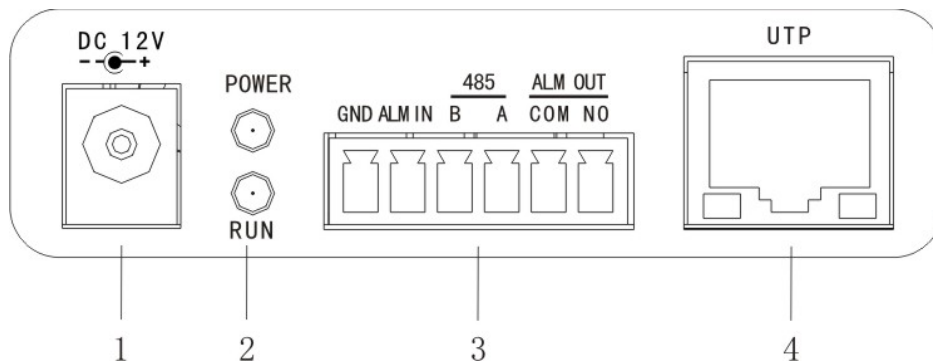 DC 12V
- +
POWER
RUN
485
ALM OUT
GND ALM IN B A COM NO
UTP
1 2 3 4